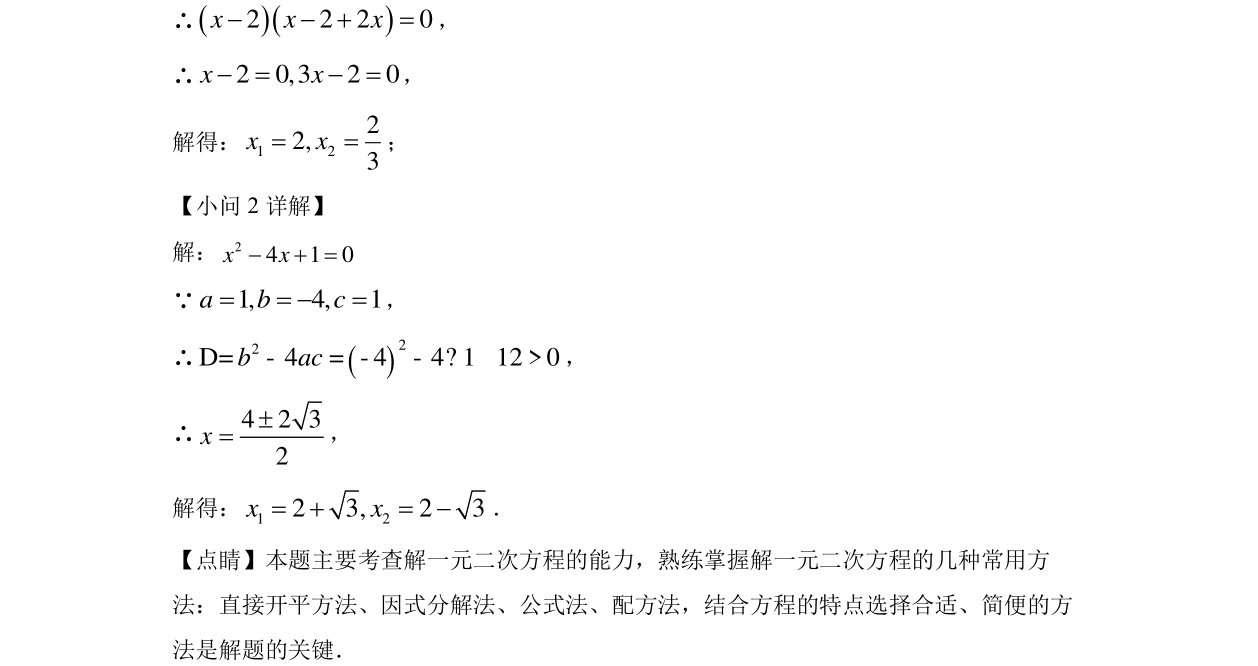 ∴(x−2)(x−2+2x)=0，
∴x−2=0,3x−2=0，
解得：x₁=2,x₂=2/3；
【小问 2 详解】
解：x²−4x+1=0
∵a=1,b=−4,c=1，
∴D=b²- 4ac=(-4)²- 4?1 12>0，
∴x=(4±2√3)/2，
解得：x₁=2+√3,x₂=2−√3．
【点睛】本题主要考查解一元二次方程的能力，熟练掌握解一元二次方程的几种常用方
法：直接开平方法、因式分解法、公式法、配方法，结合方程的特点选择合适、简便的方
法是解题的关键．